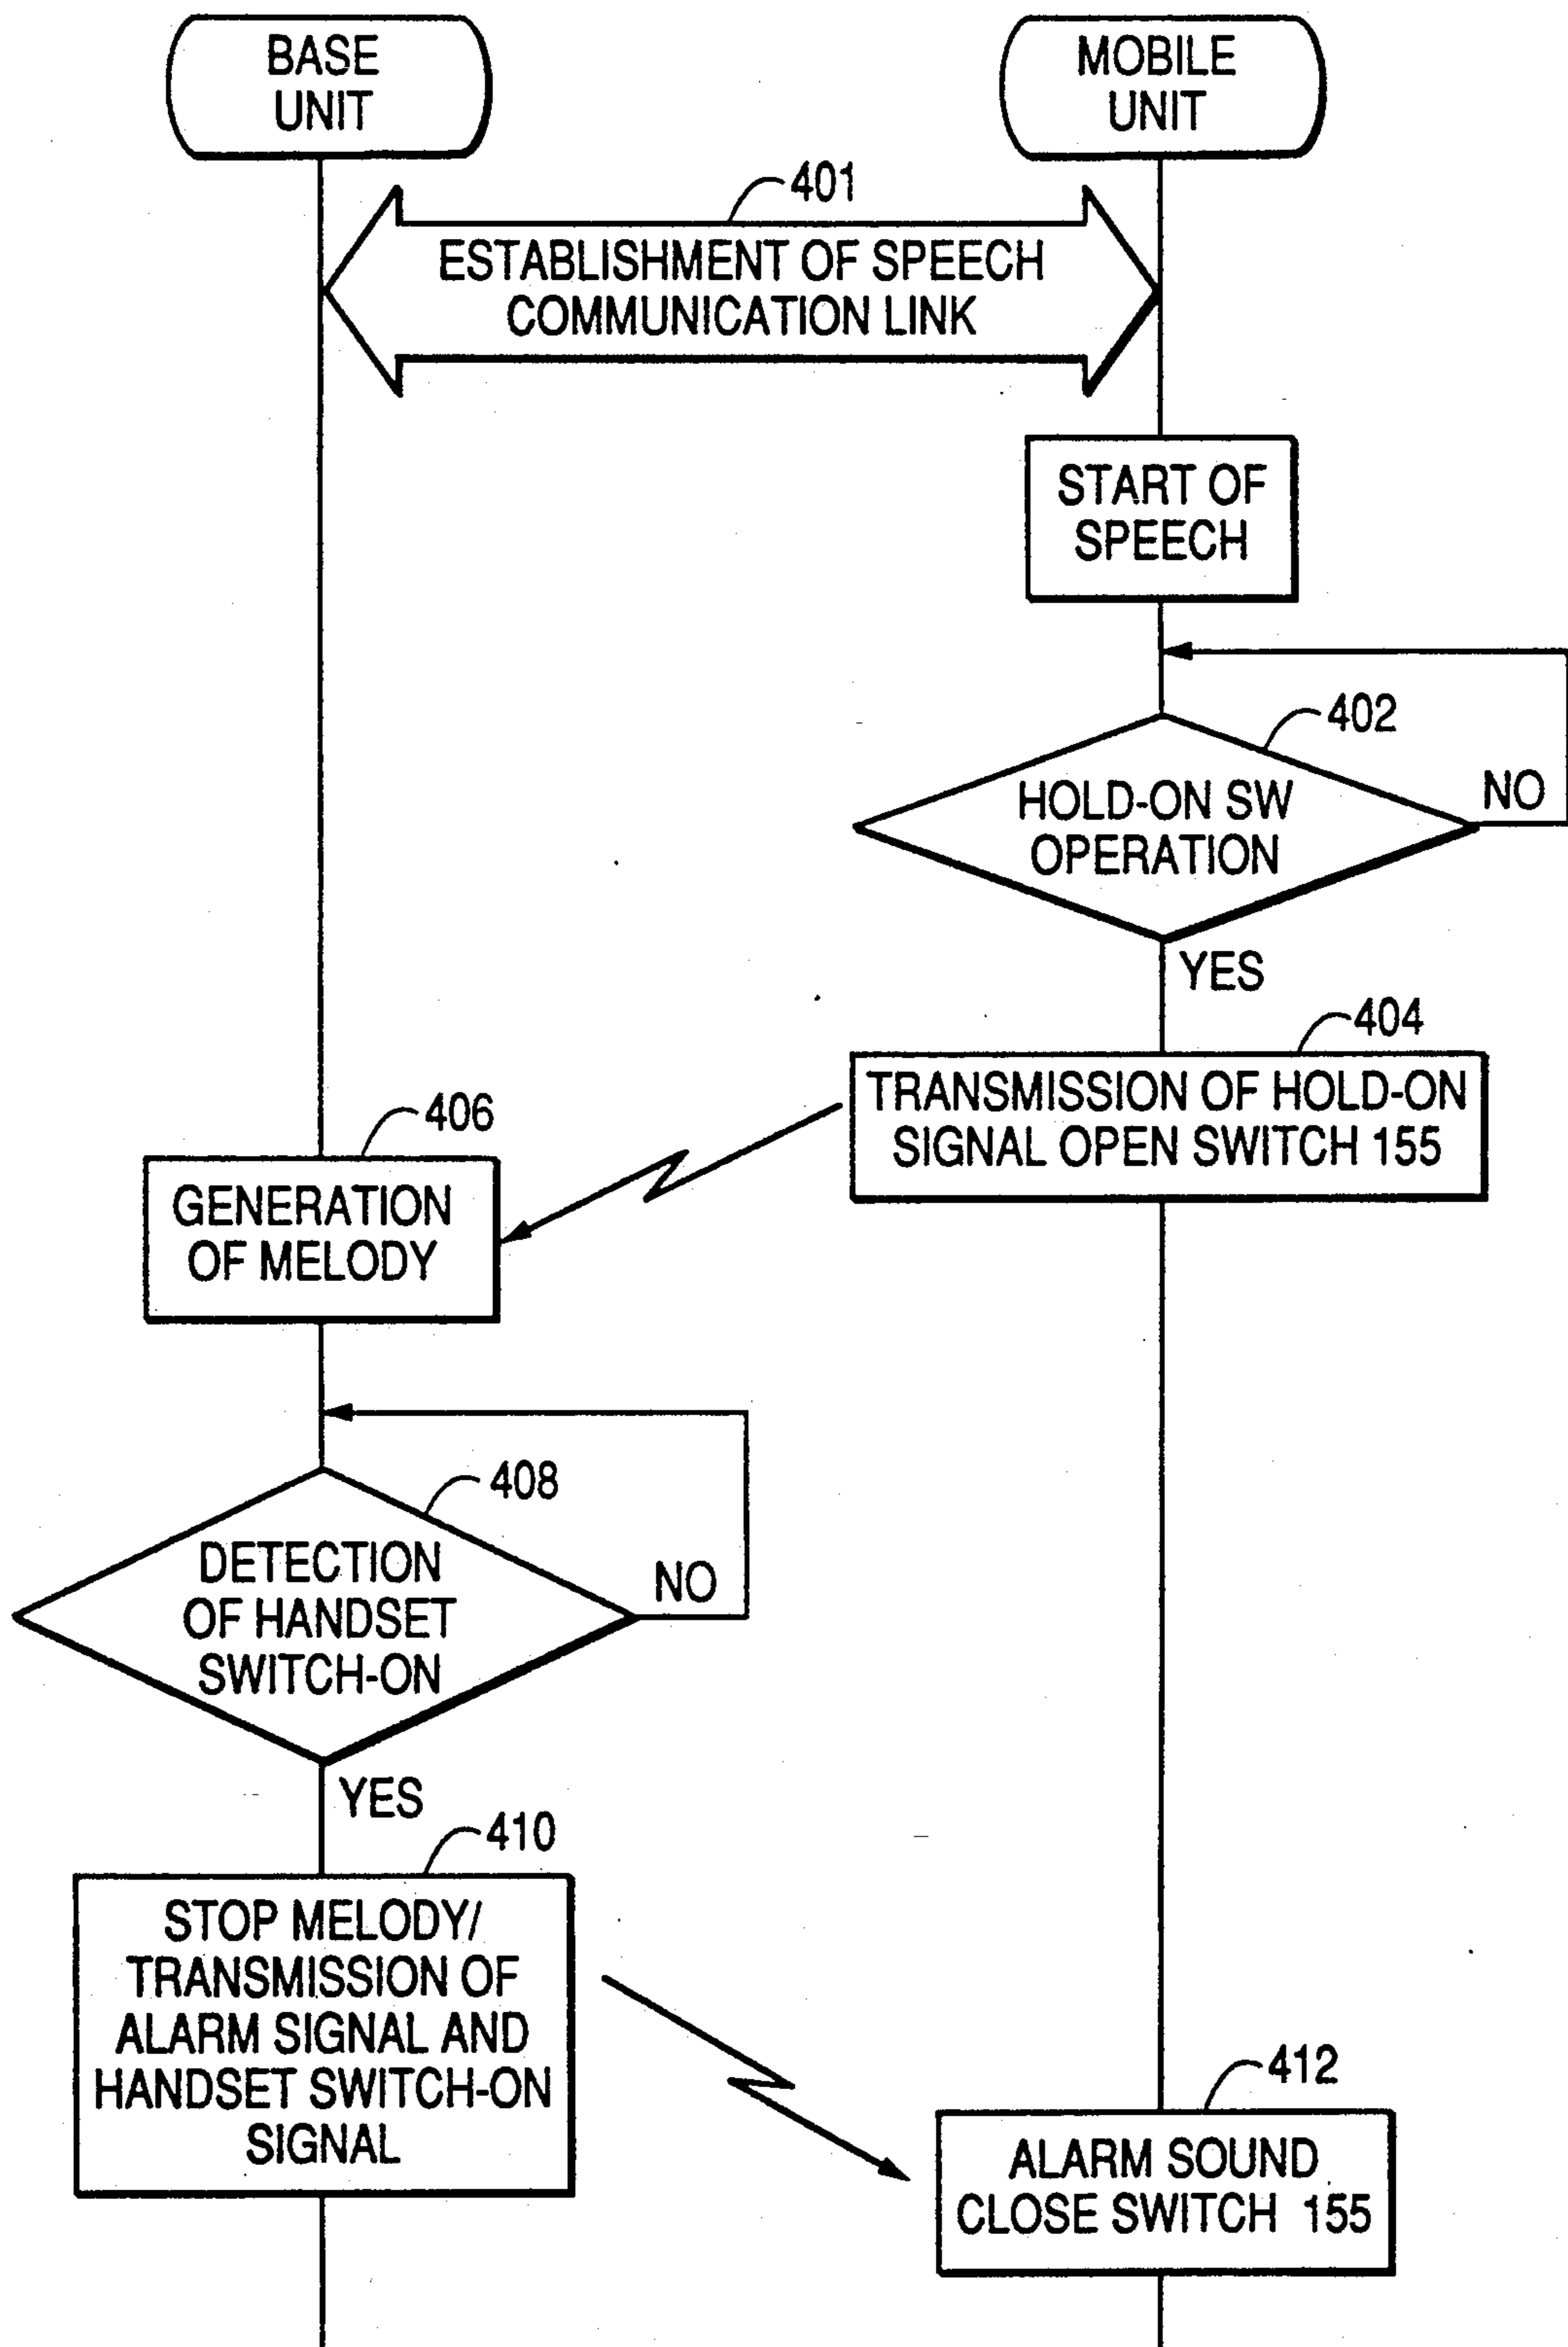 BASE
UNIT
MOBILE
UNIT
401
ESTABLISHMENT OF SPEECH
COMMUNICATION LINK
START OF
SPEECH
402
HOLD-ON SW
OPERATION
NO
YES
404
TRANSMISSION OF HOLD-ON
SIGNAL OPEN SWITCH 155
406
GENERATION
OF MELODY
408
DETECTION
OF HANDSET
SWITCH-ON
NO
YES
410
STOP MELODY/
TRANSMISSION OF
ALARM SIGNAL AND
HANDSET SWITCH-ON
SIGNAL
412
ALARM SOUND
CLOSE SWITCH 155